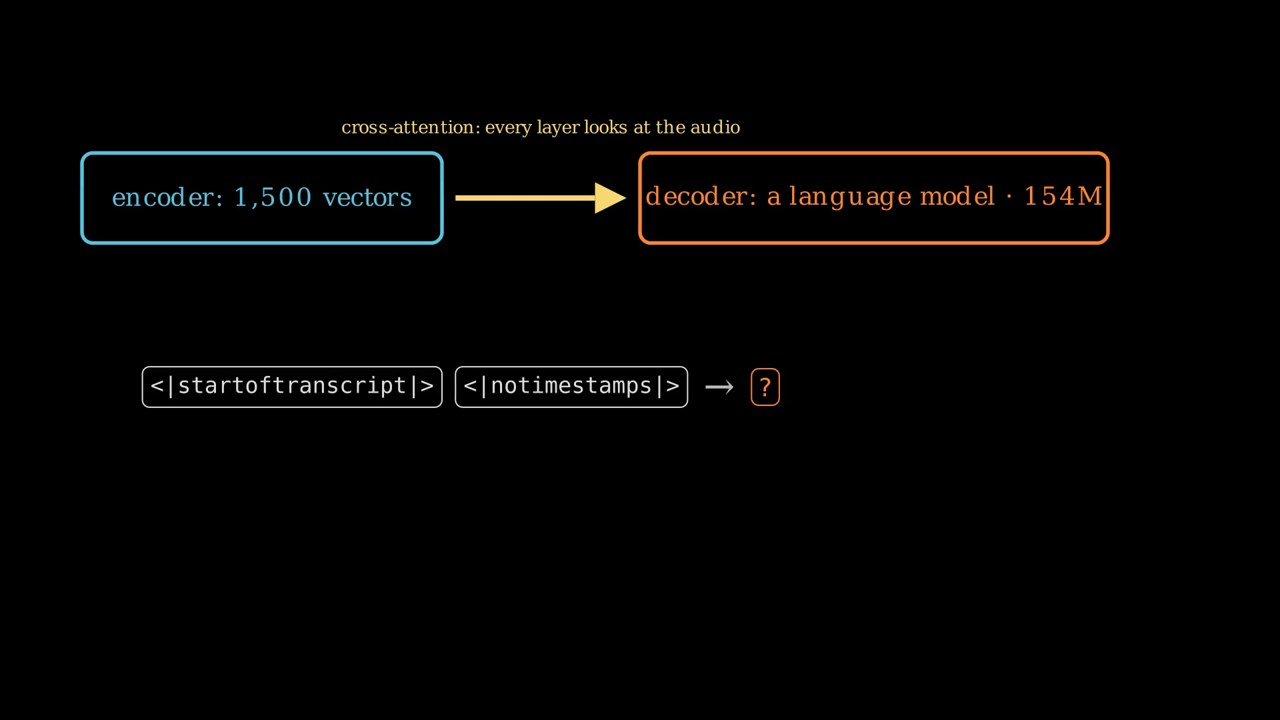 cross-attention: every layer looks at the audio
encoder: 1,500 vectors
decoder: a language model · 154M
<|startoftranscript|> <|notimestamps|> → ?